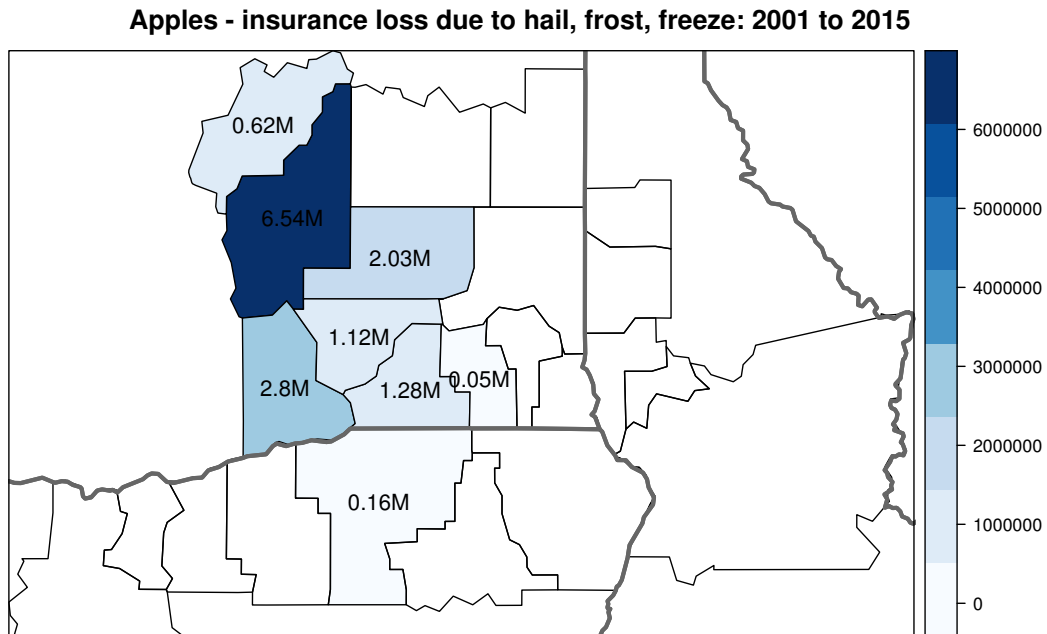 Apples - insurance loss due to hail, frost, freeze: 2001 to 2015
0.62M
6.54M
2.03M
1.12M
2.8M
1.28M
0.05M
0.16M
6000000
5000000
4000000
3000000
2000000
1000000
0